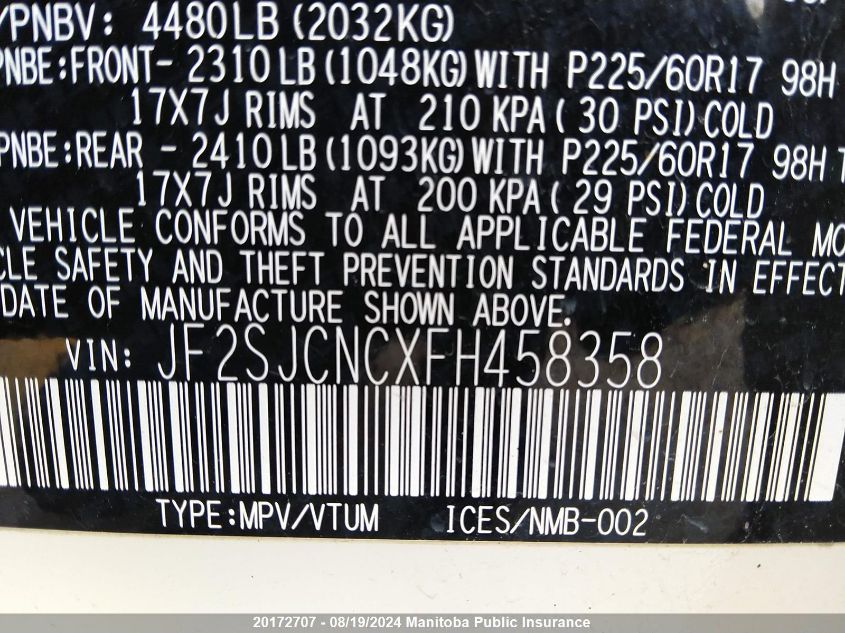 /PNBV: 4480LB (2032KG)
PNBE:FRONT- 2310 LB (1048KG) WITH P225/60R17 98H
17X7J RIMS AT 210 KPA ( 30 PSI) COLD
PNBE:REAR - 2410 LB (1093KG) WITH P225/60R17 98H T
17X7J RIMS AT 200 KPA ( 29 PSI) COLD
VEHICLE CONFORMS TO ALL APPLICABLE FEDERAL MO
CLE SAFETY AND THEFT PREVENTION STANDARDS IN EFFECT
DATE OF MANUFACTURE SHOWN ABOVE.
VIN: JF2SJCNCXFH458358
TYPE:MPV/VTUM ICES/NMB-002
20172707 - 08/19/2024 Manitoba Public Insurance